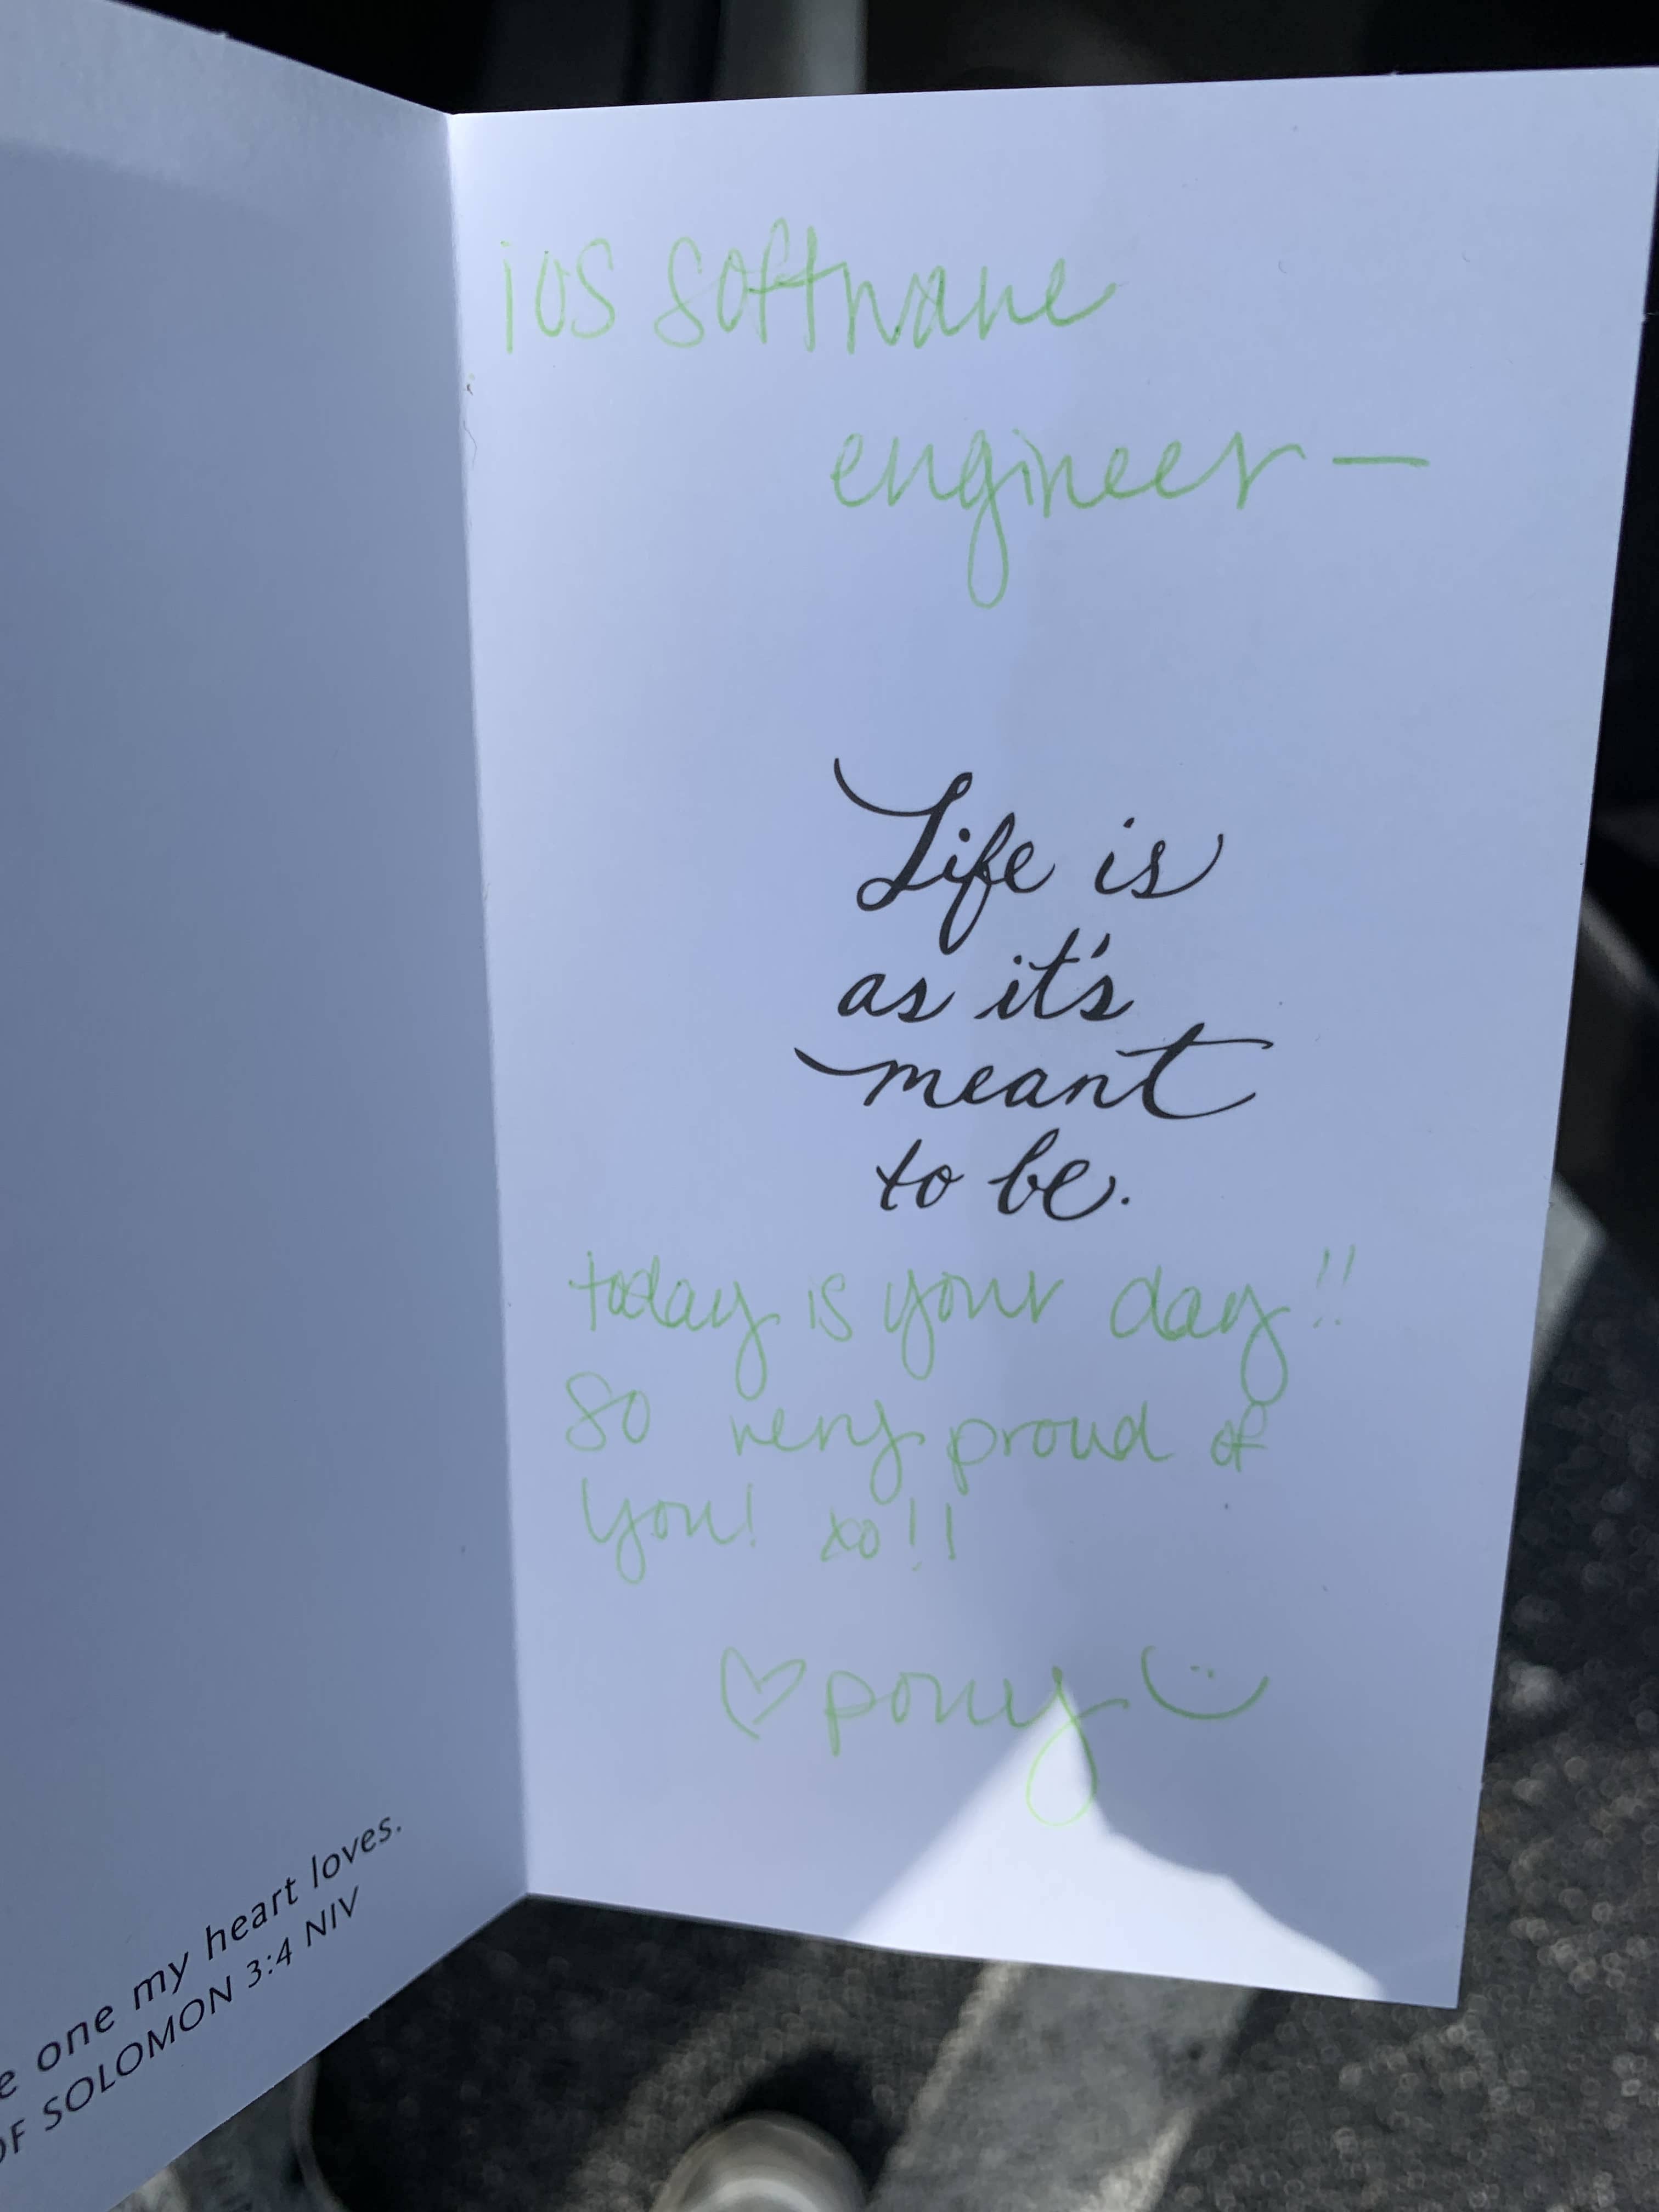 e one my heart loves.
OF SOLOMON 3:4 NIV
ios software
engineer —
Life is
as it's
meant
to be.
today is your day!!
So very proud of
you! xo!!
♡ pony